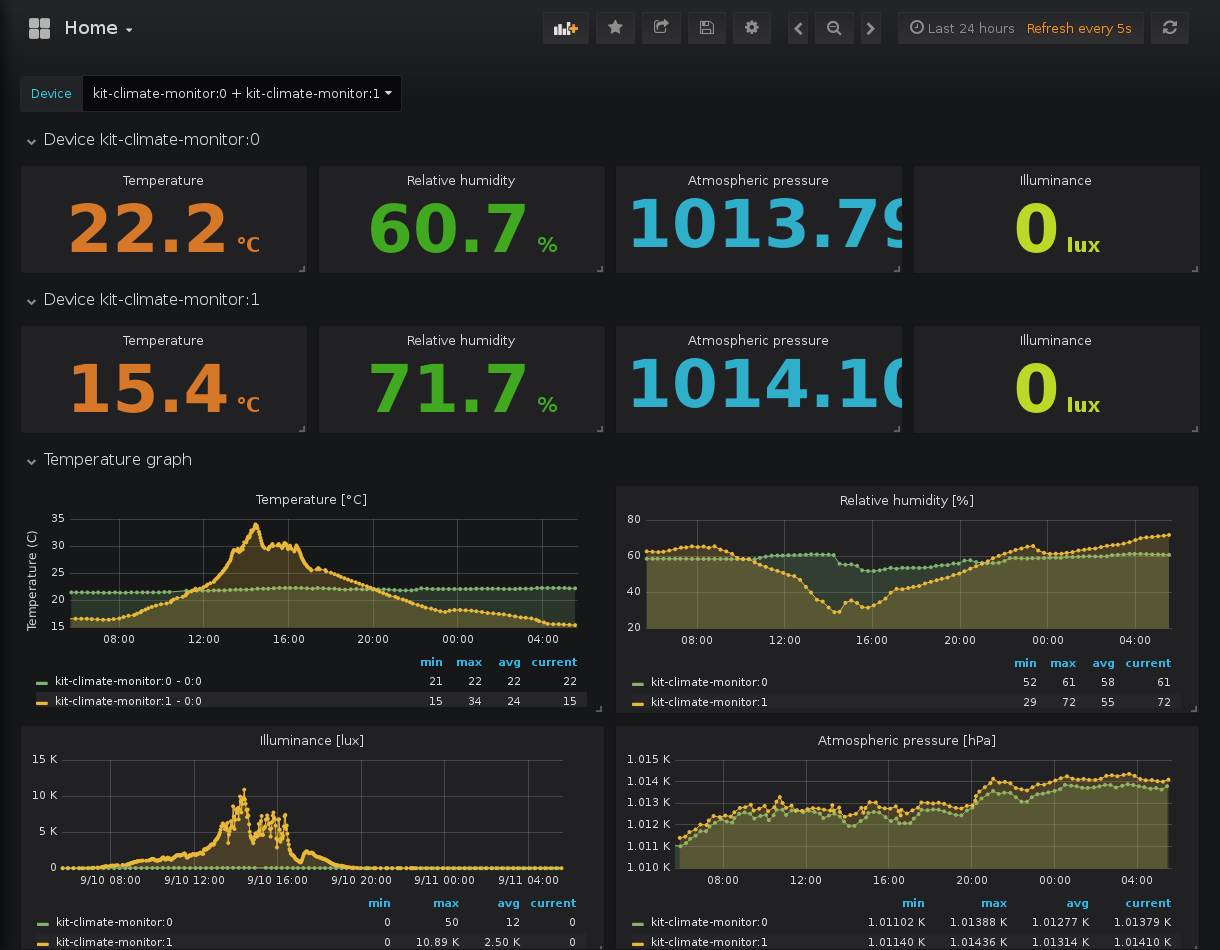 Home
Last 24 hours Refresh every 5s
Device kit-climate-monitor:0 + kit-climate-monitor:1
Device kit-climate-monitor:0
Temperature Relative humidity Atmospheric pressure Illuminance
22.2 °C 60.7 % 1013.79 0 lux
Device kit-climate-monitor:1
Temperature Relative humidity Atmospheric pressure Illuminance
15.4 °C 71.7 % 1014.10 0 lux
Temperature graph
Temperature [°C]
Temperature (C)
35
30
25
20
15
08:00 12:00 16:00 20:00 00:00 04:00
min max avg current
kit-climate-monitor:0 - 0:0 21 22 22 22
kit-climate-monitor:1 - 0:0 15 34 24 15
Relative humidity [%]
80
60
40
20
08:00 12:00 16:00 20:00 00:00 04:00
min max avg current
kit-climate-monitor:0 52 61 58 61
kit-climate-monitor:1 29 72 55 72
Illuminance [lux]
15 K
10 K
5 K
0
9/10 08:00 9/10 12:00 9/10 16:00 9/10 20:00 9/11 00:00 9/11 04:00
min max avg current
kit-climate-monitor:0 0 50 12 0
kit-climate-monitor:1 0 10.89 K 2.50 K 0
Atmospheric pressure [hPa]
1.015 K
1.014 K
1.013 K
1.012 K
1.011 K
1.010 K
08:00 12:00 16:00 20:00 00:00 04:00
min max avg current
kit-climate-monitor:0 1.01102 K 1.01388 K 1.01277 K 1.01379 K
kit-climate-monitor:1 1.01140 K 1.01436 K 1.01314 K 1.01410 K